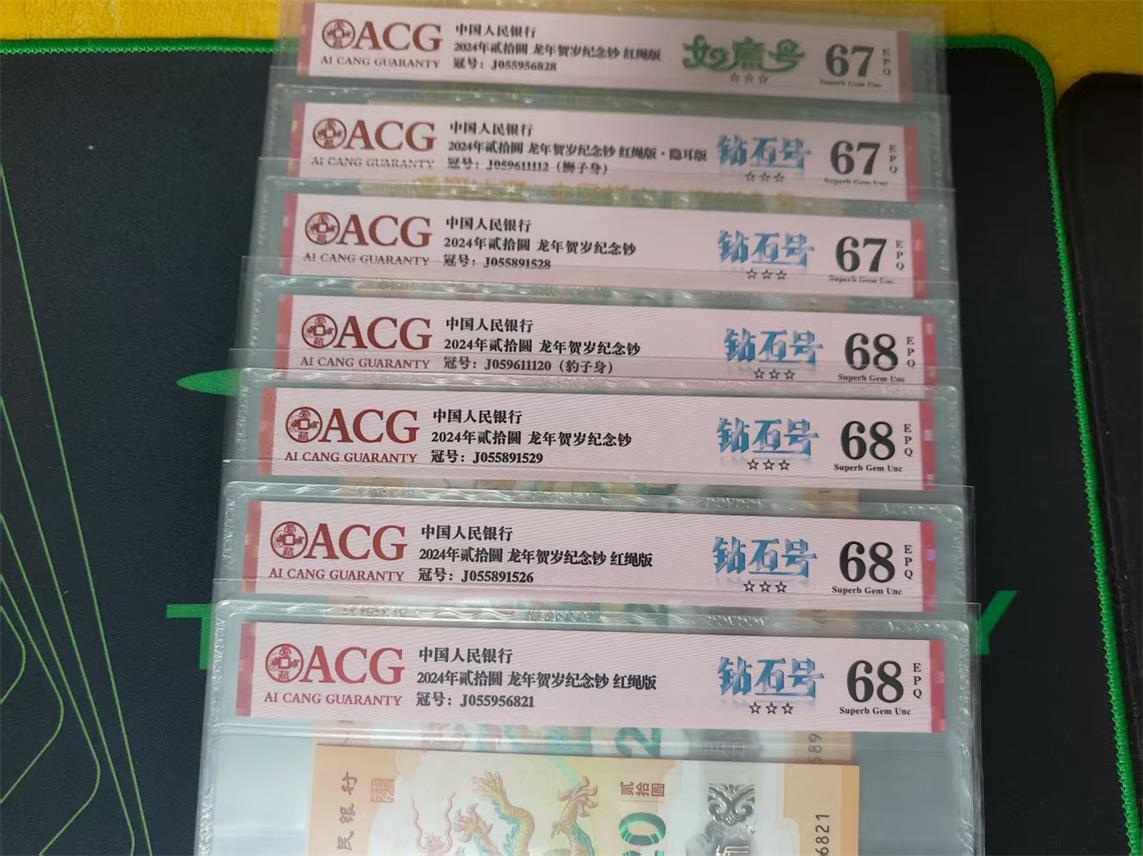 ACG
AI CANG GUARANTY
中国人民银行
2024年贰拾圆 龙年贺岁纪念钞 红绳版
冠号：J055956828
☆☆☆
67
EPQ
Superb Gem Unc
ACG
AI CANG GUARANTY
中国人民银行
2024年贰拾圆 龙年贺岁纪念钞 红绳版·隐耳版
冠号：J059611112（狮子身）
钻石号
☆☆☆
67
EPQ
Superb Gem Unc
ACG
AI CANG GUARANTY
中国人民银行
2024年贰拾圆 龙年贺岁纪念钞
冠号：J055891528
钻石号
☆☆☆
67
EPQ
Superb Gem Unc
ACG
AI CANG GUARANTY
中国人民银行
2024年贰拾圆 龙年贺岁纪念钞
冠号：J059611120（豹子身）
钻石号
☆☆☆
68
EPQ
Superb Gem Unc
ACG
AI CANG GUARANTY
中国人民银行
2024年贰拾圆 龙年贺岁纪念钞
冠号：J055891529
钻石号
☆☆☆
68
EPQ
Superb Gem Unc
ACG
AI CANG GUARANTY
中国人民银行
2024年贰拾圆 龙年贺岁纪念钞 红绳版
冠号：J055891526
钻石号
☆☆☆
68
EPQ
Superb Gem Unc
ACG
AI CANG GUARANTY
中国人民银行
2024年贰拾圆 龙年贺岁纪念钞 红绳版
冠号：J055956821
钻石号
☆☆☆
68
EPQ
Superb Gem Unc
民银行
贰拾圆
20
6821